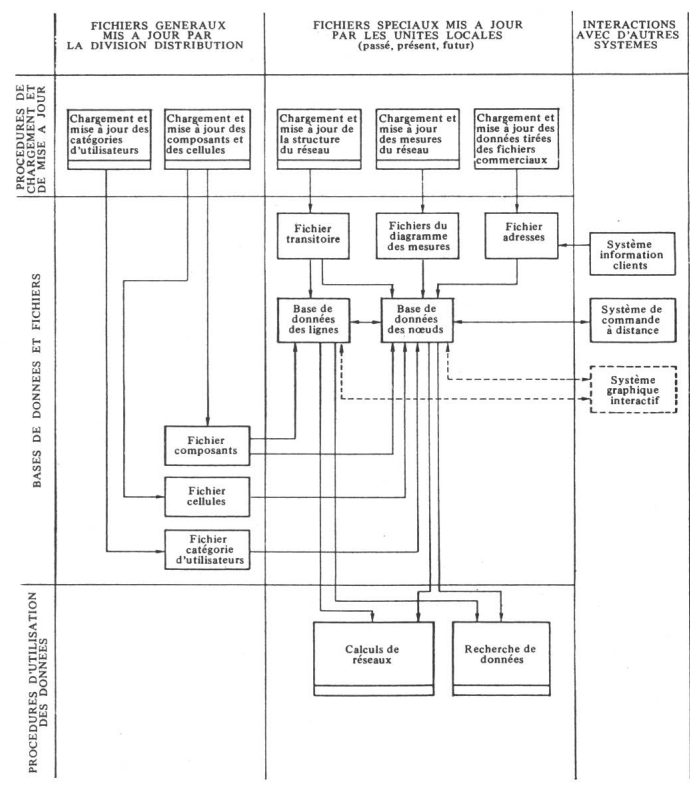 FICHIERS GENERAUX
MIS A JOUR PAR
LA DIVISION DISTRIBUTION
FICHIERS SPECIAUX MIS A JOUR
PAR LES UNITES LOCALES
(passé, présent, futur)
INTERACTIONS
AVEC D'AUTRES
SYSTEMES
PROCEDURES DE
CHARGEMENT ET
DE MISE A JOUR
Chargement et
mise à jour des
catégories
d'utilisateurs
Chargement et
mise à jour des
composants et
des cellules
Chargement et
mise à jour de
la structure
du réseau
Chargement et
mise à jour
des mesures
du réseau
Chargement et
mise à jour des
données tirées
des fichiers
commerciaux
BASES DE DONNEES ET FICHIERS
Fichier
transitoire
Fichiers du
diagramme
des mesures
Fichier
adresses
Système
information
clients
Base de
données
des lignes
Base de
données
des nœuds
Système de
commande
à distance
Système
graphique
interactif
Fichier
composants
Fichier
cellules
Fichier
catégorie
d'utilisateurs
PROCEDURES D'UTILISATION
DES DONNEES
Calculs de
réseaux
Recherche de
données